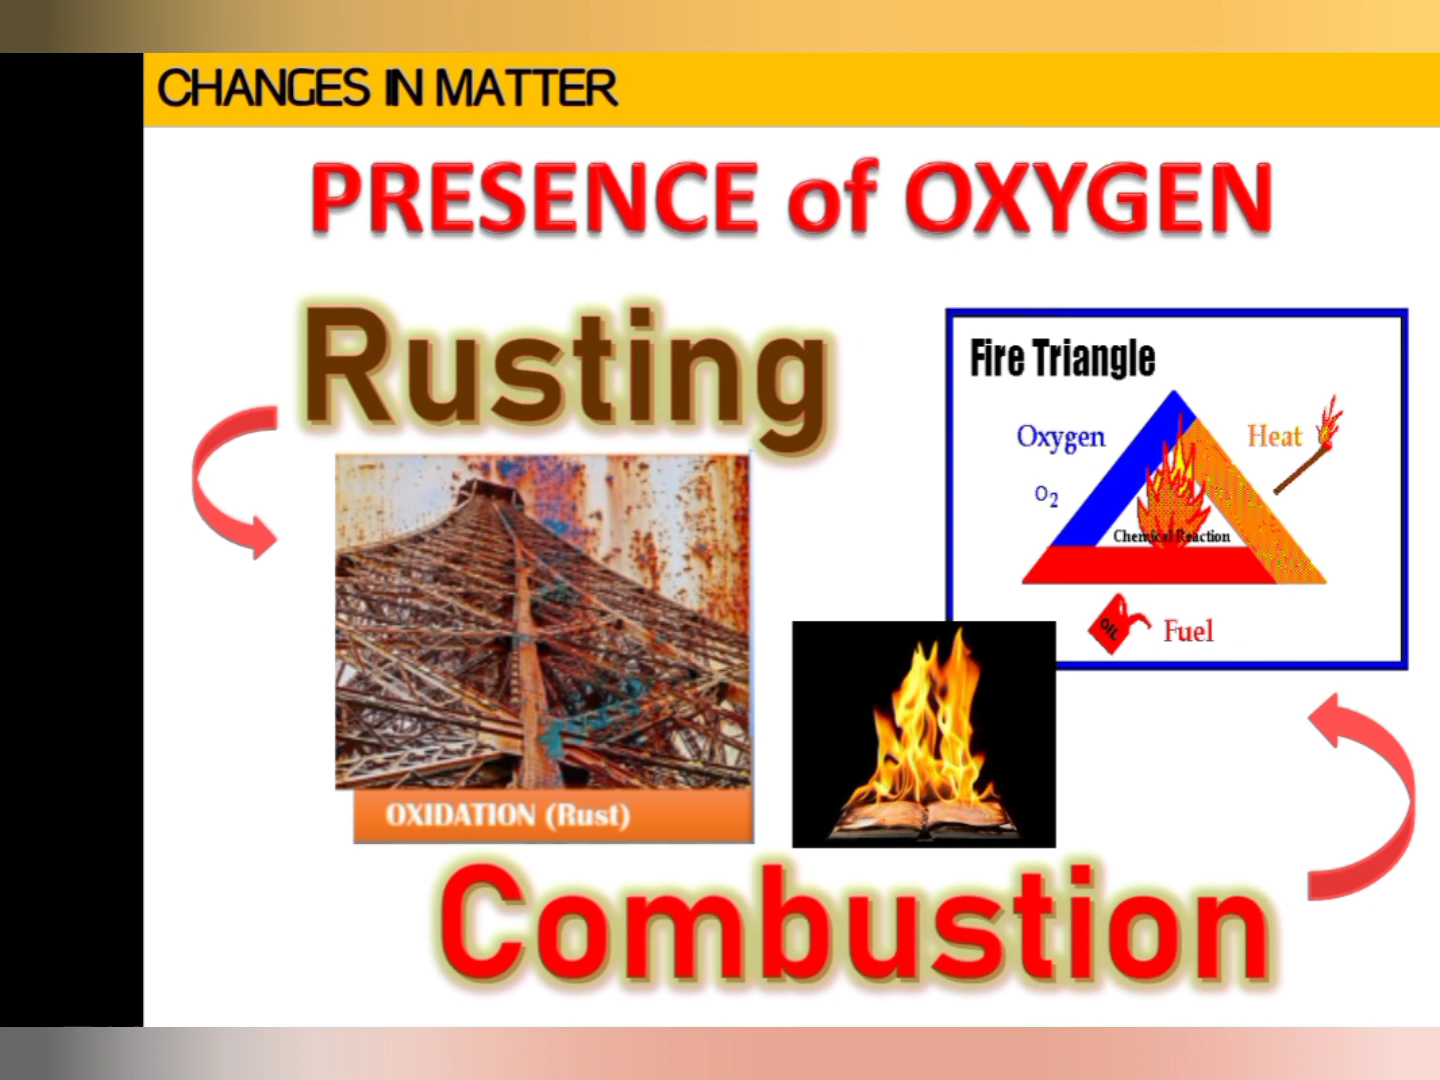 CHANGES IN MATTER
PRESENCE of OXYGEN
Rusting
Fire Triangle
Oxygen
Heat
O2
Chemical Reaction
OIL
Fuel
OXIDATION (Rust)
Combustion